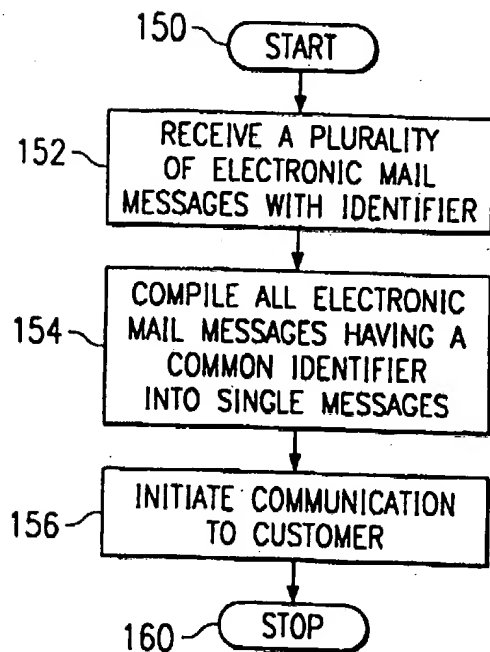 150
START
152
RECEIVE A PLURALITY
OF ELECTRONIC MAIL
MESSAGES WITH IDENTIFIER
154
COMPILE ALL ELECTRONIC
MAIL MESSAGES HAVING A
COMMON IDENTIFIER
INTO SINGLE MESSAGES
156
INITIATE COMMUNICATION
TO CUSTOMER
160
STOP